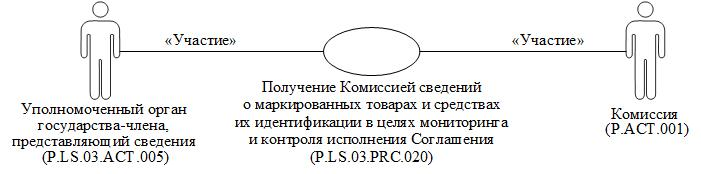 «Участие»
«Участие»
Уполномоченный орган
государства-члена,
представляющий сведения
(P.LS.03.ACT.005)
Получение Комиссией сведений
о маркированных товарах и средствах
их идентификации в целях мониторинга
и контроля исполнения Соглашения
(P.LS.03.PRC.020)
Комиссия
(P.ACT.001)